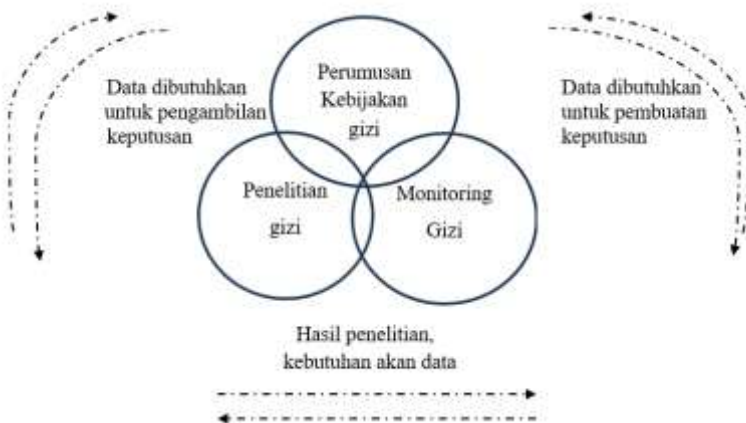 Perumusan
Kebijakan
gizi
Data dibutuhkan
untuk pengambilan
keputusan
Data dibutuhkan
untuk pembuatan
keputusan
Penelitian
gizi
Monitoring
Gizi
Hasil penelitian,
kebutuhan akan data